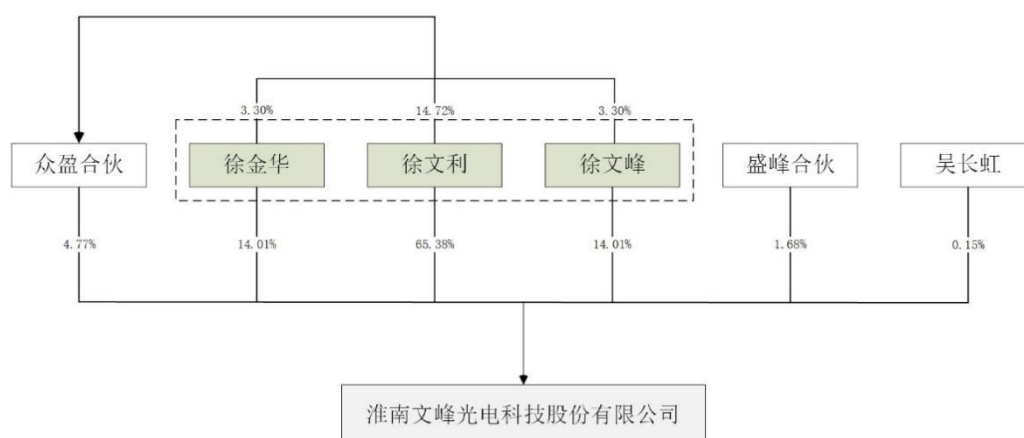 3.30% 14.72% 3.30%
众盈合伙 徐金华 徐文利 徐文峰 盛峰合伙 吴长虹
4.77% 14.01% 65.38% 14.01% 1.68% 0.15%
淮南文峰光电科技股份有限公司